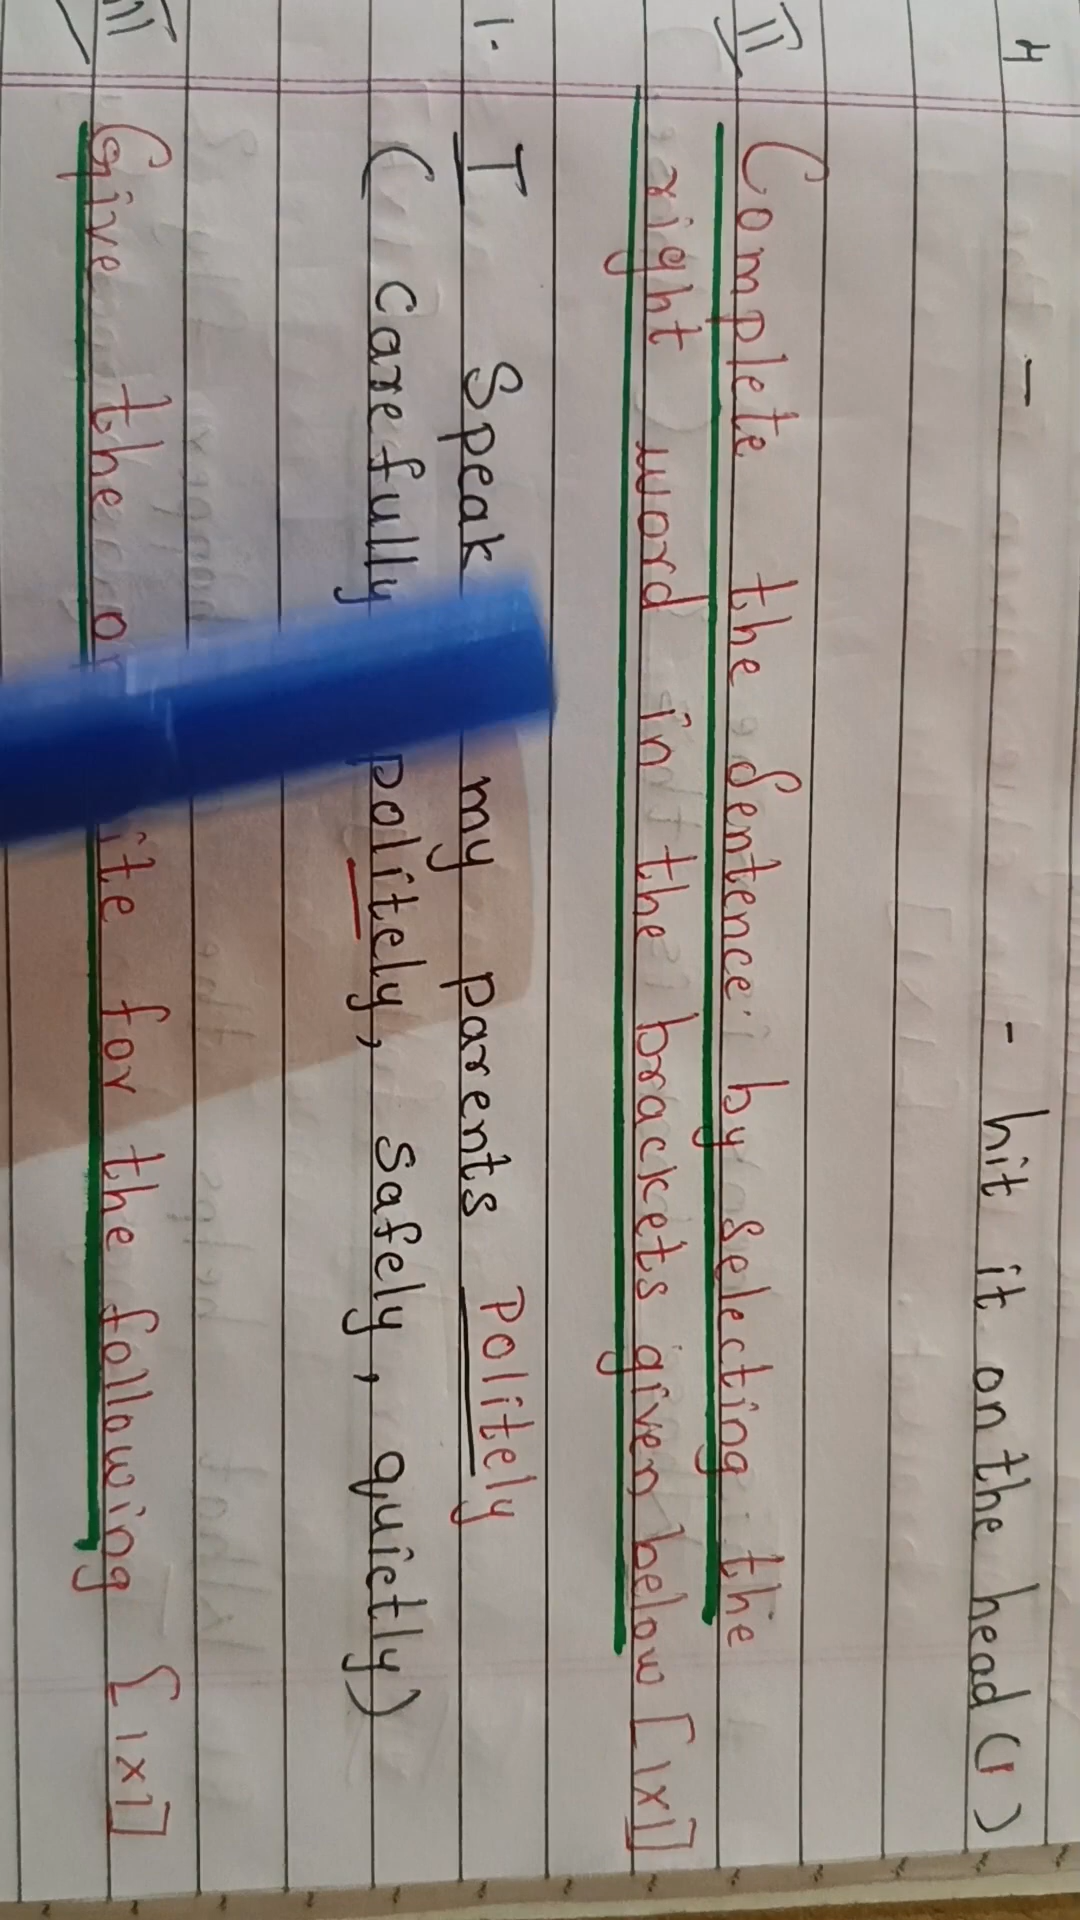 4 - - hit it on the head (1)
II Complete the sentence by selecting the
right word in the brackets given below [1x1]
1. I speak my parents Politely
( carefully politely, safely, quietly)
III Give the for the following [1x1]